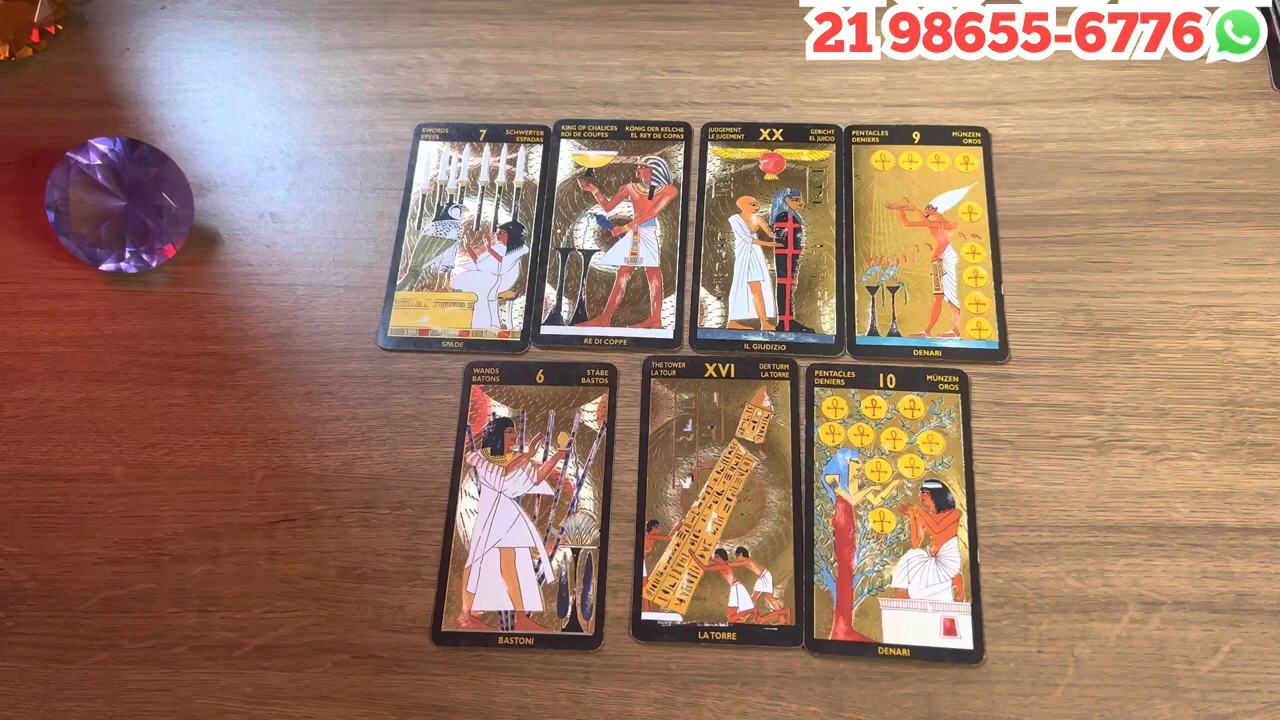 21 98655-6776
SWORDS
EPEES
7
SCHWERTER
ESPADAS
SPADE
KING OF CHALICES
ROI DE COUPES
KÖNIG DER KELCHE
EL REY DE COPAS
RE DI COPPE
JUDGEMENT
LE JUGEMENT
XX
GERICHT
EL JUICIO
IL GIUDIZIO
PENTACLES
DENIERS
9
MÜNZEN
OROS
DENARI
WANDS
BATONS
6
STÄBE
BASTOS
BASTONI
THE TOWER
LA TOUR
XVI
DER TURM
LA TORRE
LA TORRE
PENTACLES
DENIERS
10
MÜNZEN
OROS
DENARI